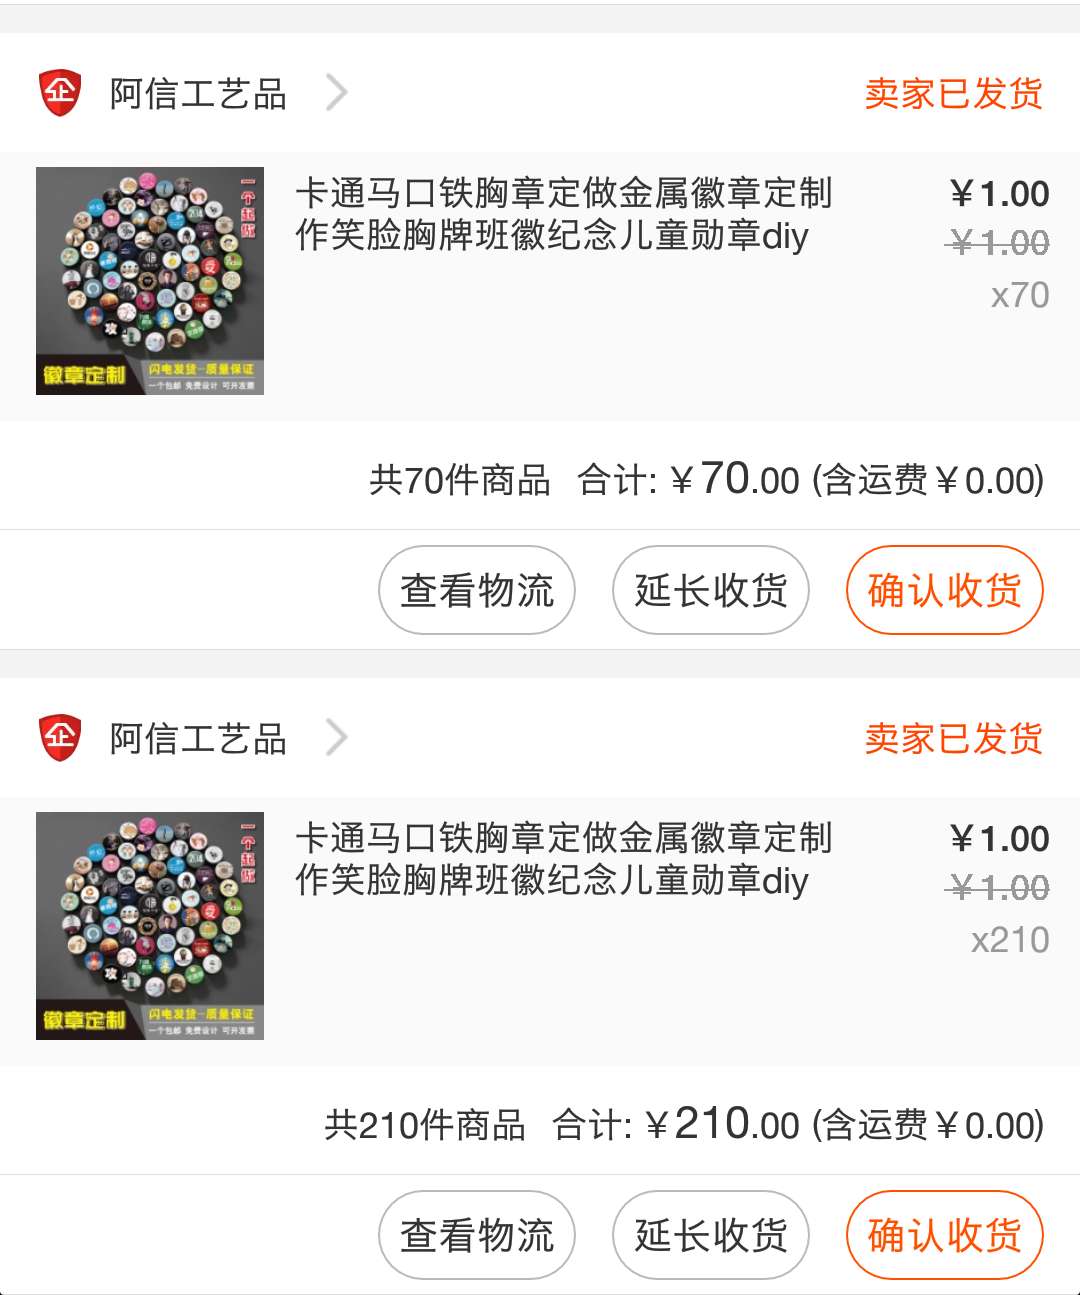 企 阿信工艺品 卖家已发货
卡通马口铁胸章定做金属徽章定制 ￥1.00
作笑脸胸牌班徽纪念儿童勋章diy ￥1.00
x70
一个起做
徽章定制
闪电发货 质量保证
一个包邮 免费设计 可开发票
共70件商品 合计:￥70.00 (含运费￥0.00)
查看物流 延长收货 确认收货
企 阿信工艺品 卖家已发货
卡通马口铁胸章定做金属徽章定制 ￥1.00
作笑脸胸牌班徽纪念儿童勋章diy ￥1.00
x210
一个起做
徽章定制
闪电发货 质量保证
一个包邮 免费设计 可开发票
共210件商品 合计:￥210.00 (含运费￥0.00)
查看物流 延长收货 确认收货